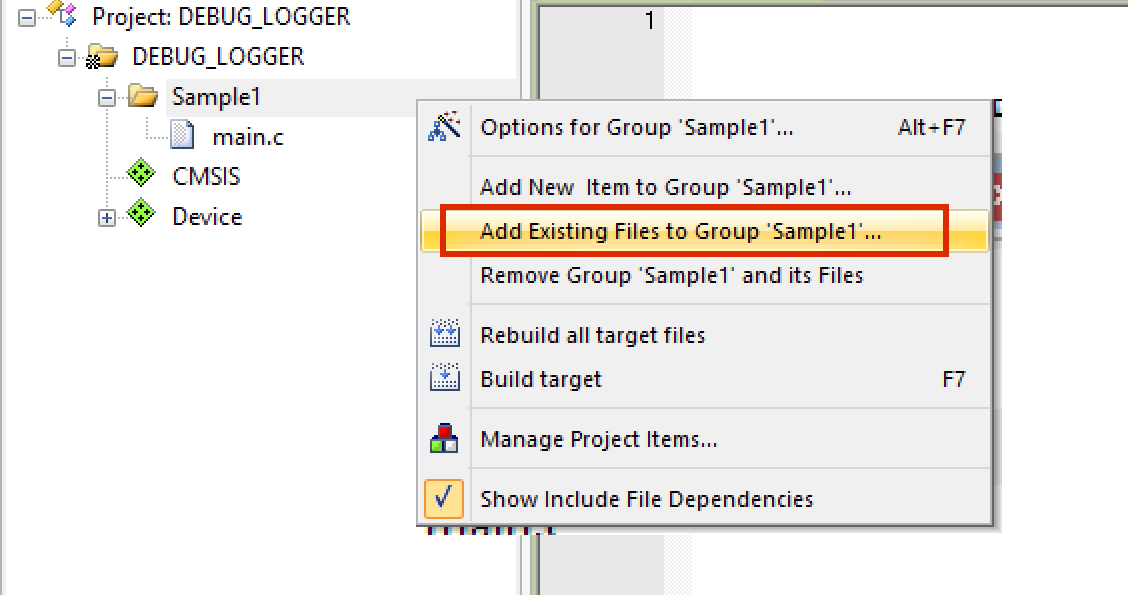 Project: DEBUG_LOGGER
1
DEBUG_LOGGER
Sample1
main.c
CMSIS
Device
Options for Group 'Sample1'... Alt+F7
Add New  Item to Group 'Sample1'...
Add Existing Files to Group 'Sample1'...
Remove Group 'Sample1' and its Files
Rebuild all target files
Build target F7
Manage Project Items...
Show Include File Dependencies